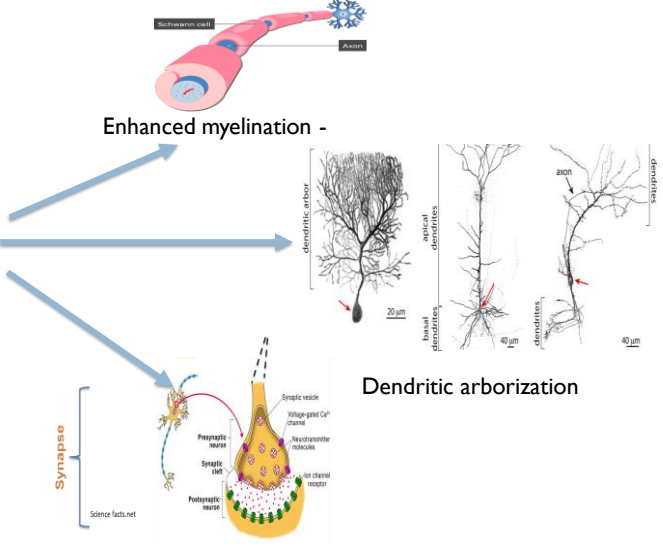 Schwann cell
Axon
Enhanced myelination -
dendritic arbor
20 µm
apical
dendrites
basal
dendrites
40 µm
axon
dendrites
dendrites
40 µm
Dendritic arborization
Synapse
Science facts.net
Synaptic vesicle
Voltage-gated Ca²⁺
channel
Neurotransmitter
molecules
Ion channel
receptor
Presynaptic
neuron
Synaptic
cleft
Postsynaptic
neuron